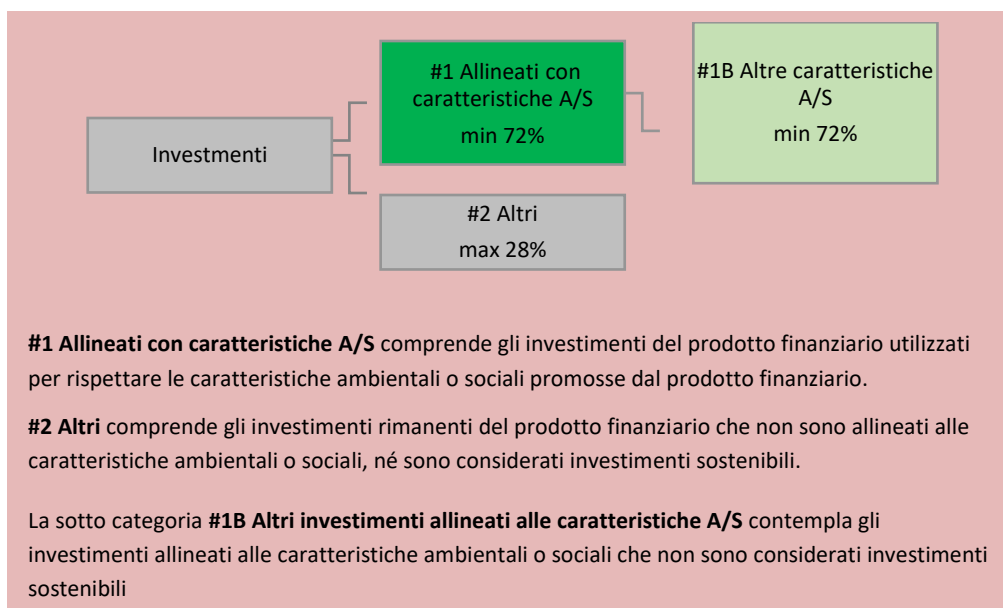 #1 Allineati con
caratteristiche A/S
min 72%
#1B Altre caratteristiche
A/S
min 72%
Investmenti
#2 Altri
max 28%
#1 Allineati con caratteristiche A/S comprende gli investimenti del prodotto finanziario utilizzati
per rispettare le caratteristiche ambientali o sociali promosse dal prodotto finanziario.
#2 Altri comprende gli investimenti rimanenti del prodotto finanziario che non sono allineati alle
caratteristiche ambientali o sociali, né sono considerati investimenti sostenibili.
La sotto categoria #1B Altri investimenti allineati alle caratteristiche A/S contempla gli
investimenti allineati alle caratteristiche ambientali o sociali che non sono considerati investimenti
sostenibili